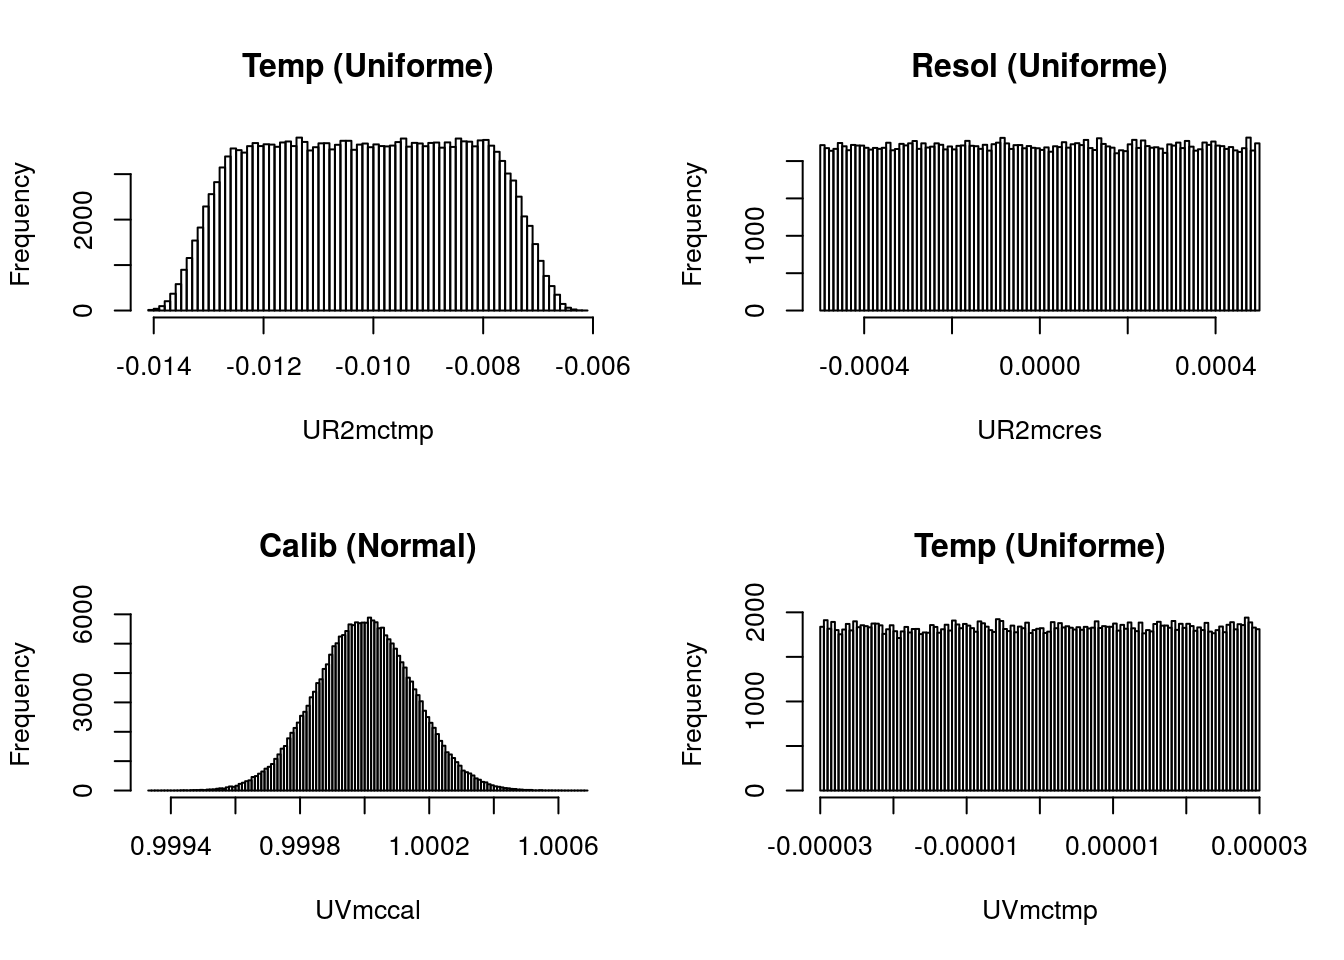 Temp (Uniforme)
Frequency
0
2000
-0.014 -0.012 -0.010 -0.008 -0.006
UR2mctmp
Resol (Uniforme)
Frequency
0
1000
-0.0004 0.0000 0.0004
UR2mcres
Calib (Normal)
Frequency
0
3000
6000
0.9994 0.9998 1.0002 1.0006
UVmccal
Temp (Uniforme)
Frequency
0
1000
2000
-0.00003 -0.00001 0.00001 0.00003
UVmctmp